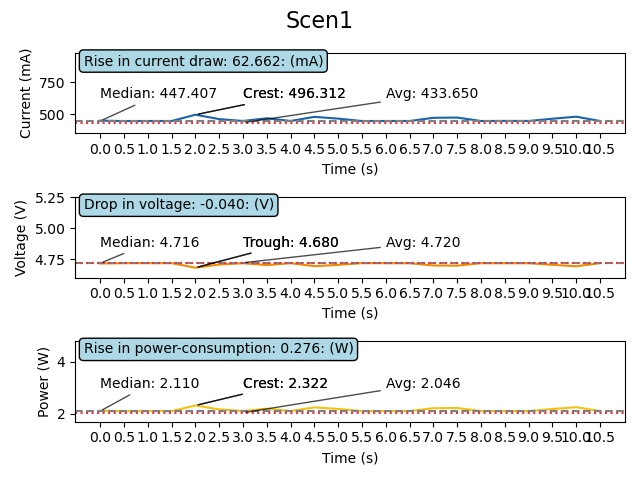 Scen1
Rise in current draw: 62.662: (mA)
Current (mA)
750
500
Median: 447.407
Crest: 496.312
Avg: 433.650
0.0 0.5 1.0 1.5 2.0 2.5 3.0 3.5 4.0 4.5 5.0 5.5 6.0 6.5 7.0 7.5 8.0 8.5 9.0 9.5 10.0 10.5
Time (s)
Drop in voltage: -0.040: (V)
Voltage (V)
5.25
5.00
4.75
Median: 4.716
Trough: 4.680
Avg: 4.720
0.0 0.5 1.0 1.5 2.0 2.5 3.0 3.5 4.0 4.5 5.0 5.5 6.0 6.5 7.0 7.5 8.0 8.5 9.0 9.5 10.0 10.5
Time (s)
Rise in power-consumption: 0.276: (W)
Power (W)
4
2
Median: 2.110
Crest: 2.322
Avg: 2.046
0.0 0.5 1.0 1.5 2.0 2.5 3.0 3.5 4.0 4.5 5.0 5.5 6.0 6.5 7.0 7.5 8.0 8.5 9.0 9.5 10.0 10.5
Time (s)